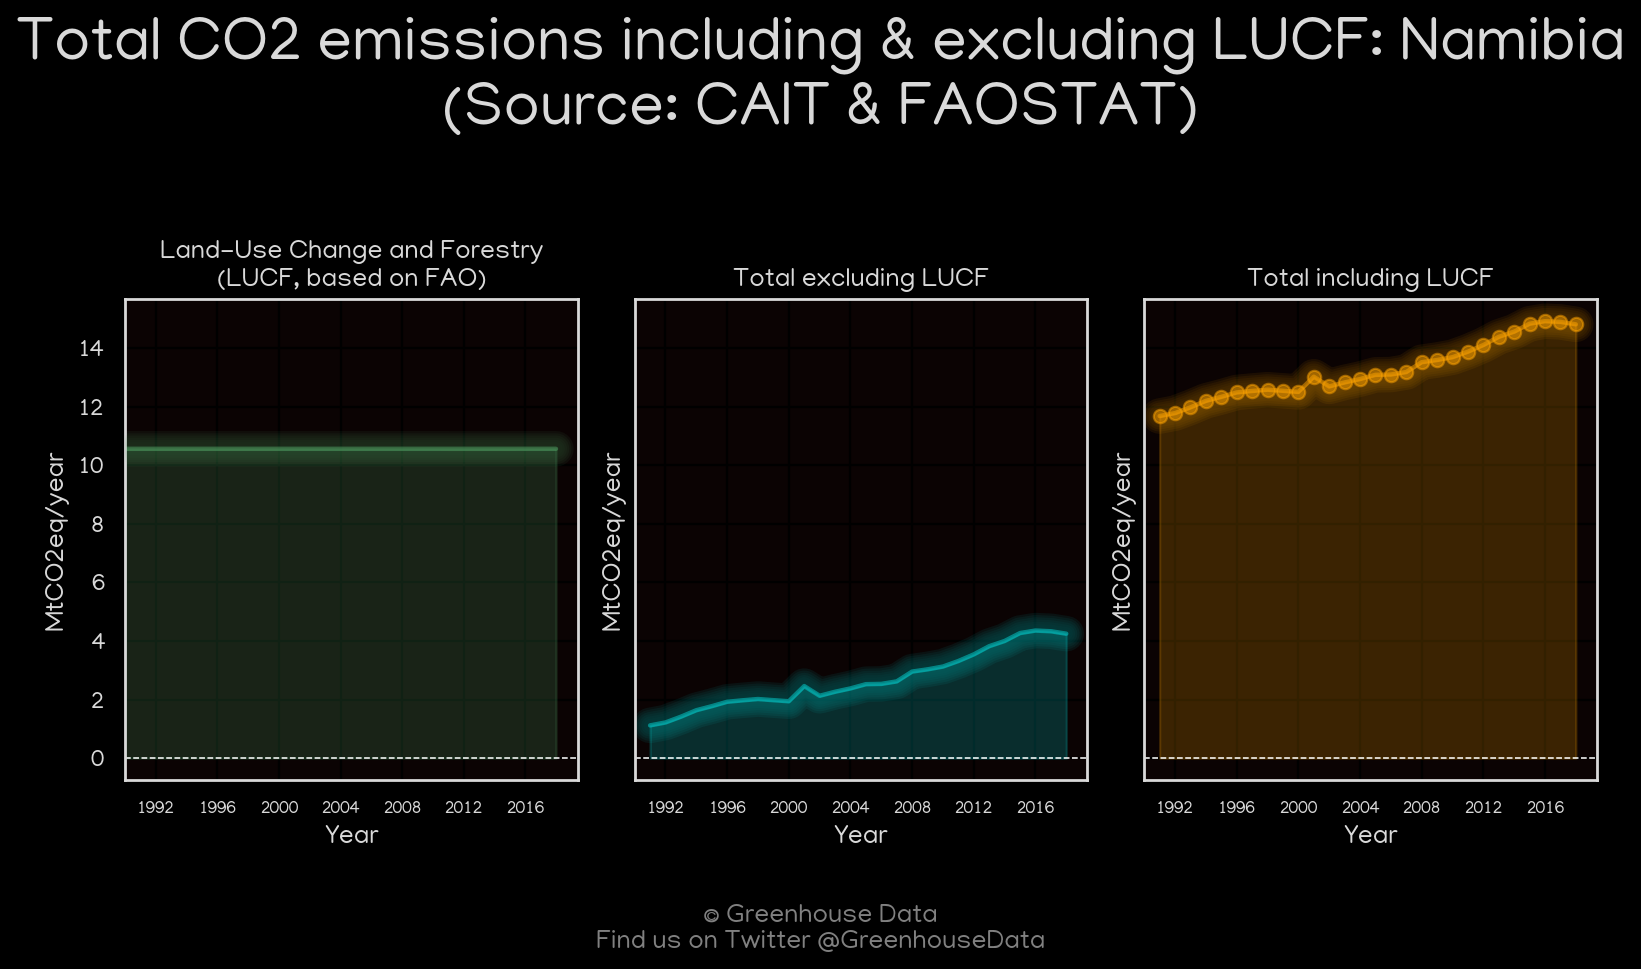 Total CO2 emissions including & excluding LUCF: Namibia
(Source: CAIT & FAOSTAT)
Land-Use Change and Forestry
(LUCF, based on FAO)
Total excluding LUCF
Total including LUCF
MtCO2eq/year
14
12
10
8
6
4
2
0
1992 1996 2000 2004 2008 2012 2016
Year
MtCO2eq/year
1992 1996 2000 2004 2008 2012 2016
Year
MtCO2eq/year
1992 1996 2000 2004 2008 2012 2016
Year
© Greenhouse Data
Find us on Twitter @GreenhouseData